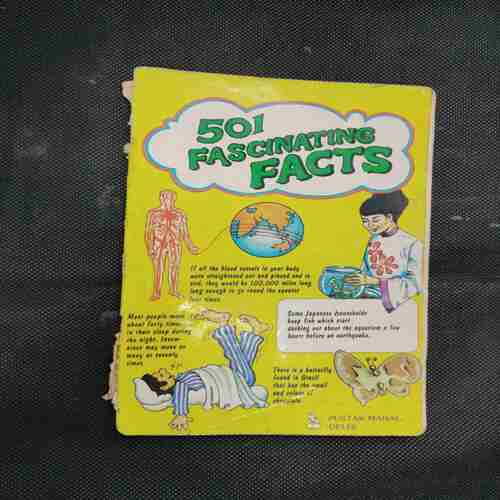 501
FASCINATING
FACTS
If all the blood vessels in your body
were straightened out and placed end to
end, they would be 100,000 miles long
long enough to go round the equator
four times.
Most people move
about forty times
in their sleep during
the night. Insom-
niacs may move as
many as seventy
times.
Some Japanese households
keep fish which start
dashing out about the aquarium a few
hours before an earthquake.
There is a butterfly
found in Brazil
that has the smell
and colour of
chocolate.
PUSTAK MAHAL
DELHI